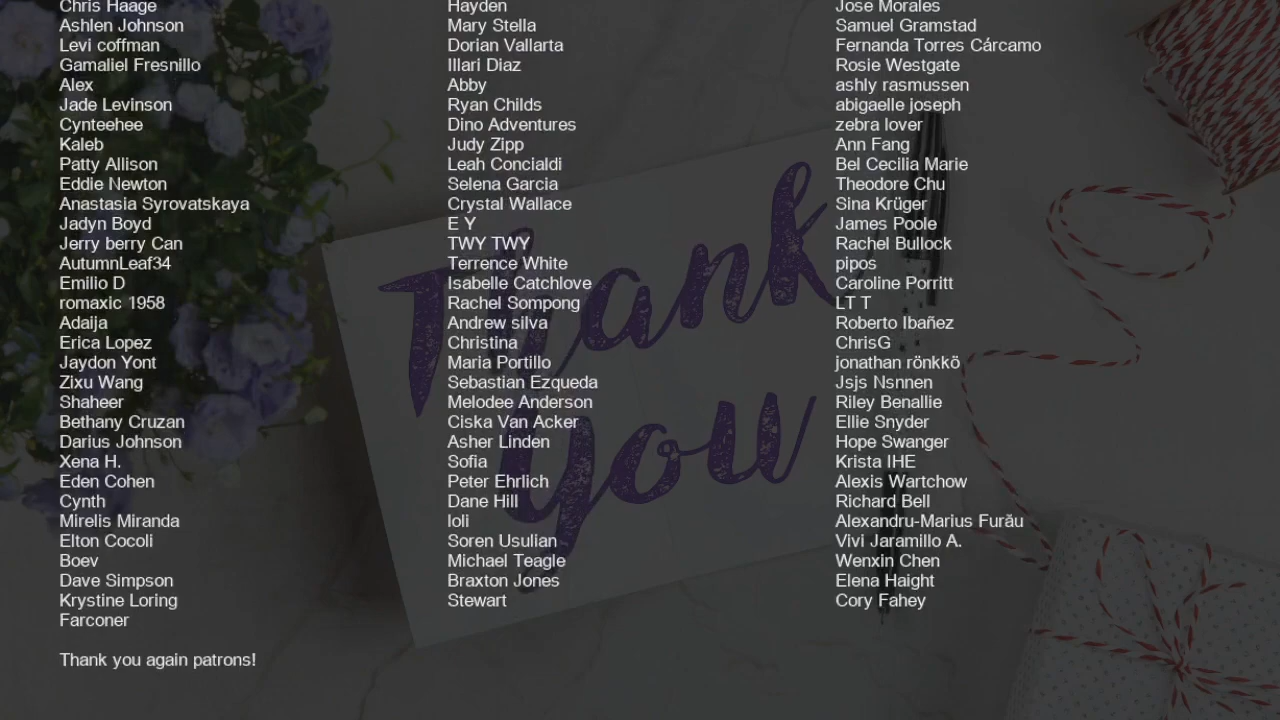 Chris Haage
Ashlen Johnson
Levi coffman
Gamaliel Fresnillo
Alex
Jade Levinson
Cynteehee
Kaleb
Patty Allison
Eddie Newton
Anastasia Syrovatskaya
Jadyn Boyd
Jerry berry Can
AutumnLeaf34
Emilio D
romaxic 1958
Adaija
Erica Lopez
Jaydon Yont
Zixu Wang
Shaheer
Bethany Cruzan
Darius Johnson
Xena H.
Eden Cohen
Cynth
Mirelis Miranda
Elton Cocoli
Boev
Dave Simpson
Krystine Loring
Farconer
Hayden
Mary Stella
Dorian Vallarta
Illari Diaz
Abby
Ryan Childs
Dino Adventures
Judy Zipp
Leah Concialdi
Selena Garcia
Crystal Wallace
E Y
TWY TWY
Terrence White
Isabelle Catchlove
Rachel Sompong
Andrew silva
Christina
Maria Portillo
Sebastian Ezqueda
Melodee Anderson
Ciska Van Acker
Asher Linden
Sofia
Peter Ehrlich
Dane Hill
Ioli
Soren Usulian
Michael Teagle
Braxton Jones
Stewart
Jose Morales
Samuel Gramstad
Fernanda Torres Cárcamo
Rosie Westgate
ashly rasmussen
abigaelle joseph
zebra lover
Ann Fang
Bel Cecilia Marie
Theodore Chu
Sina Krüger
James Poole
Rachel Bullock
pipos
Caroline Porritt
LT T
Roberto Ibañez
ChrisG
jonathan rönkkö
Jsjs Nsnnen
Riley Benallie
Ellie Snyder
Hope Swanger
Krista IHE
Alexis Wartchow
Richard Bell
Alexandru-Marius Furău
Vivi Jaramillo A.
Wenxin Chen
Elena Haight
Cory Fahey
Thank you again patrons!
Thank
you